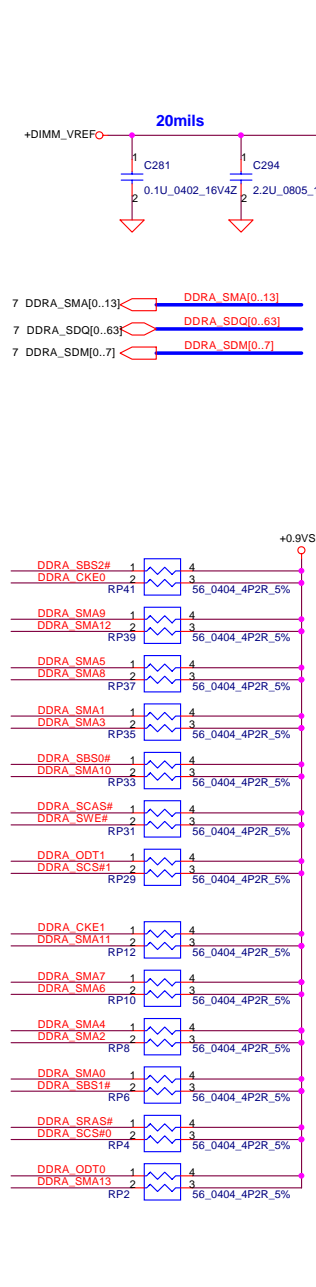 20mils
+DIMM_VREF
1 1
C281 C294
0.1U_0402_16V4Z 2.2U_0805_1
2 2
7 DDRA_SMA[0..13] DDRA_SMA[0..13]
7 DDRA_SDQ[0..63] DDRA_SDQ[0..63]
7 DDRA_SDM[0..7] DDRA_SDM[0..7]
+0.9VS
DDRA_SBS2# 1 4
DDRA_CKE0 2 3
RP41 56_0404_4P2R_5%
DDRA_SMA9 1 4
DDRA_SMA12 2 3
RP39 56_0404_4P2R_5%
DDRA_SMA5 1 4
DDRA_SMA8 2 3
RP37 56_0404_4P2R_5%
DDRA_SMA1 1 4
DDRA_SMA3 2 3
RP35 56_0404_4P2R_5%
DDRA_SBS0# 1 4
DDRA_SMA10 2 3
RP33 56_0404_4P2R_5%
DDRA_SCAS# 1 4
DDRA_SWE# 2 3
RP31 56_0404_4P2R_5%
DDRA_ODT1 1 4
DDRA_SCS#1 2 3
RP29 56_0404_4P2R_5%
DDRA_CKE1 1 4
DDRA_SMA11 2 3
RP12 56_0404_4P2R_5%
DDRA_SMA7 1 4
DDRA_SMA6 2 3
RP10 56_0404_4P2R_5%
DDRA_SMA4 1 4
DDRA_SMA2 2 3
RP8 56_0404_4P2R_5%
DDRA_SMA0 1 4
DDRA_SBS1# 2 3
RP6 56_0404_4P2R_5%
DDRA_SRAS# 1 4
DDRA_SCS#0 2 3
RP4 56_0404_4P2R_5%
DDRA_ODT0 1 4
DDRA_SMA13 2 3
RP2 56_0404_4P2R_5%